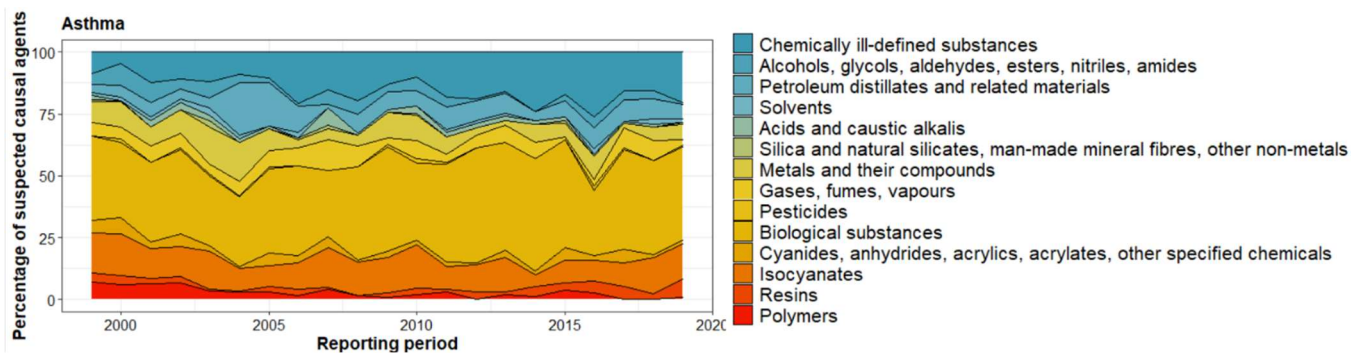 Asthma
Percentage of suspected causal agents
100
75
50
25
0
2000
2005
2010
2015
2020
Reporting period
Chemically ill-defined substances
Alcohols, glycols, aldehydes, esters, nitriles, amides
Petroleum distillates and related materials
Solvents
Acids and caustic alkalis
Silica and natural silicates, man-made mineral fibres, other non-metals
Metals and their compounds
Gases, fumes, vapours
Pesticides
Biological substances
Cyanides, anhydrides, acrylics, acrylates, other specified chemicals
Isocyanates
Resins
Polymers